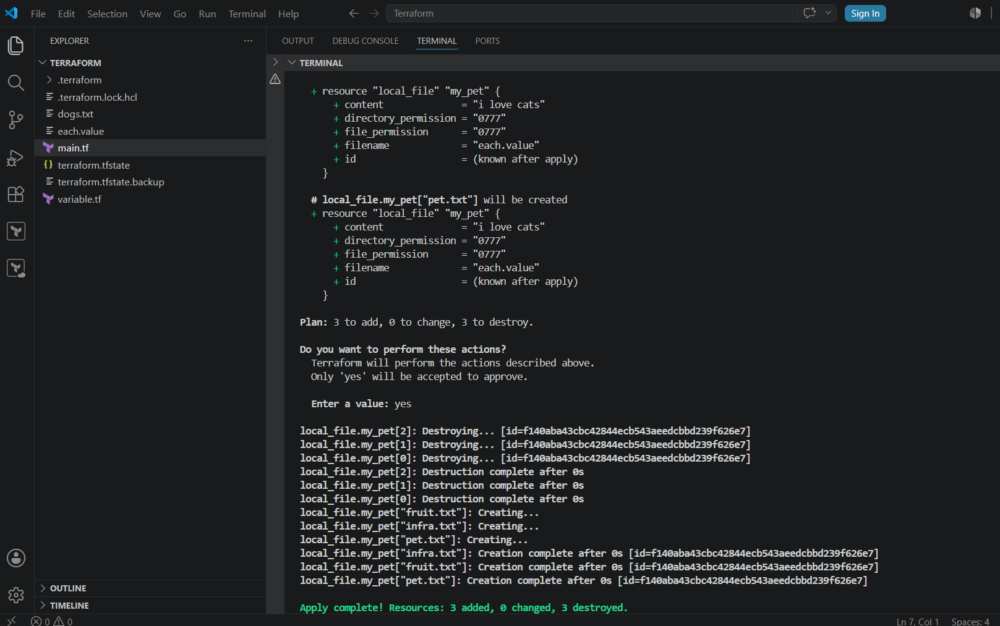 File Edit Selection View Go Run Terminal Help
Terraform
Sign In
EXPLORER
TERRAFORM
.terraform
.terraform.lock.hcl
dogs.txt
each.value
main.tf
{} terraform.tfstate
terraform.tfstate.backup
variable.tf
OUTLINE
TIMELINE
OUTPUT DEBUG CONSOLE TERMINAL PORTS
TERMINAL
+ resource "local_file" "my_pet" {
+ content = "i love cats"
+ directory_permission = "0777"
+ file_permission = "0777"
+ filename = "each.value"
+ id = (known after apply)
}
# local_file.my_pet["pet.txt"] will be created
+ resource "local_file" "my_pet" {
+ content = "i love cats"
+ directory_permission = "0777"
+ file_permission = "0777"
+ filename = "each.value"
+ id = (known after apply)
}
Plan: 3 to add, 0 to change, 3 to destroy.
Do you want to perform these actions?
Terraform will perform the actions described above.
Only 'yes' will be accepted to approve.
Enter a value: yes
local_file.my_pet[2]: Destroying... [id=f140aba43cbc42844ecb543aeedcbbd239f626e7]
local_file.my_pet[1]: Destroying... [id=f140aba43cbc42844ecb543aeedcbbd239f626e7]
local_file.my_pet[0]: Destroying... [id=f140aba43cbc42844ecb543aeedcbbd239f626e7]
local_file.my_pet[2]: Destruction complete after 0s
local_file.my_pet[1]: Destruction complete after 0s
local_file.my_pet[0]: Destruction complete after 0s
local_file.my_pet["fruit.txt"]: Creating...
local_file.my_pet["infra.txt"]: Creating...
local_file.my_pet["pet.txt"]: Creating...
local_file.my_pet["infra.txt"]: Creation complete after 0s [id=f140aba43cbc42844ecb543aeedcbbd239f626e7]
local_file.my_pet["fruit.txt"]: Creation complete after 0s [id=f140aba43cbc42844ecb543aeedcbbd239f626e7]
local_file.my_pet["pet.txt"]: Creation complete after 0s [id=f140aba43cbc42844ecb543aeedcbbd239f626e7]
Apply complete! Resources: 3 added, 0 changed, 3 destroyed.
0 0
Ln 7, Col 1 Spaces: 4